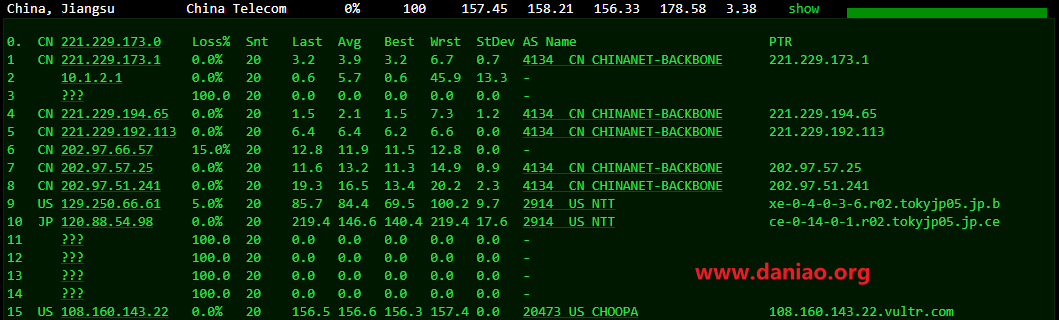 China, Jiangsu China Telecom 0% 100 157.45 158.21 156.33 178.58 3.38 show
0. CN 221.229.173.0 Loss% Snt Last Avg Best Wrst StDev AS Name PTR
1 CN 221.229.173.1 0.0% 20 3.2 3.9 3.2 6.7 0.7 4134 CN CHINANET-BACKBONE 221.229.173.1
2 10.1.2.1 0.0% 20 0.6 5.7 0.6 45.9 13.3 -
3 ??? 100.0 20 0.0 0.0 0.0 0.0 0.0 -
4 CN 221.229.194.65 0.0% 20 1.5 2.1 1.5 7.3 1.2 4134 CN CHINANET-BACKBONE 221.229.194.65
5 CN 221.229.192.113 0.0% 20 6.4 6.4 6.2 6.6 0.0 4134 CN CHINANET-BACKBONE 221.229.192.113
6 CN 202.97.66.57 15.0% 20 12.8 11.9 11.5 12.8 0.0 4134 CN CHINANET-BACKBONE 202.97.66.57
7 CN 202.97.57.25 0.0% 20 11.6 13.2 11.3 14.9 0.9 4134 CN CHINANET-BACKBONE 202.97.57.25
8 CN 202.97.51.241 0.0% 20 19.3 16.5 13.4 20.2 2.3 4134 CN CHINANET-BACKBONE 202.97.51.241
9 US 129.250.66.61 5.0% 20 85.7 84.4 69.5 100.2 9.7 2914 US NTT xe-0-4-0-3-6.r02.tokyjp05.jp.b
10 JP 120.88.54.98 0.0% 20 219.4 146.6 140.4 219.4 17.6 2914 US NTT ce-0-14-0-1.r02.tokyjp05.jp.ce
11 ??? 100.0 20 0.0 0.0 0.0 0.0 0.0 -
12 ??? 100.0 20 0.0 0.0 0.0 0.0 0.0 -
13 ??? 100.0 20 0.0 0.0 0.0 0.0 0.0 -
www.daniao.org
14 ??? 100.0 20 0.0 0.0 0.0 0.0 0.0 -
15 US 108.160.143.22 0.0% 20 156.5 156.6 156.3 157.4 0.0 20473 US CHOOPA 108.160.143.22.vultr.com